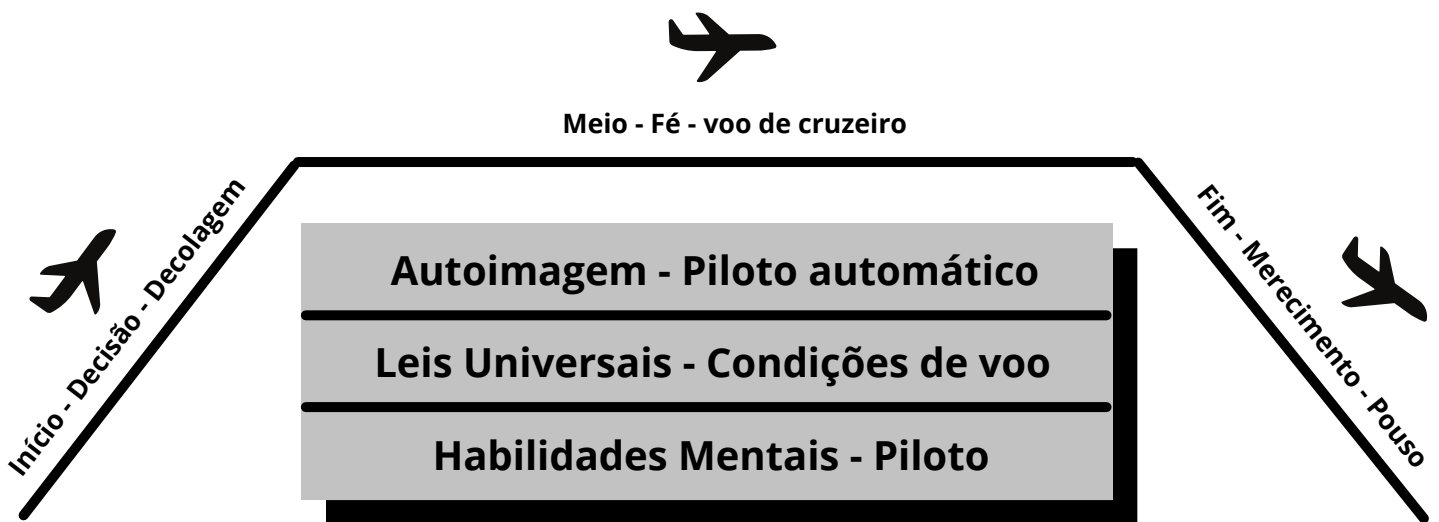 Meio - Fé - voo de cruzeiro
Início - Decisão - Decolagem
Fim - Merecimento - Pouso
Autoimagem - Piloto automático
Leis Universais - Condições de voo
Habilidades Mentais - Piloto